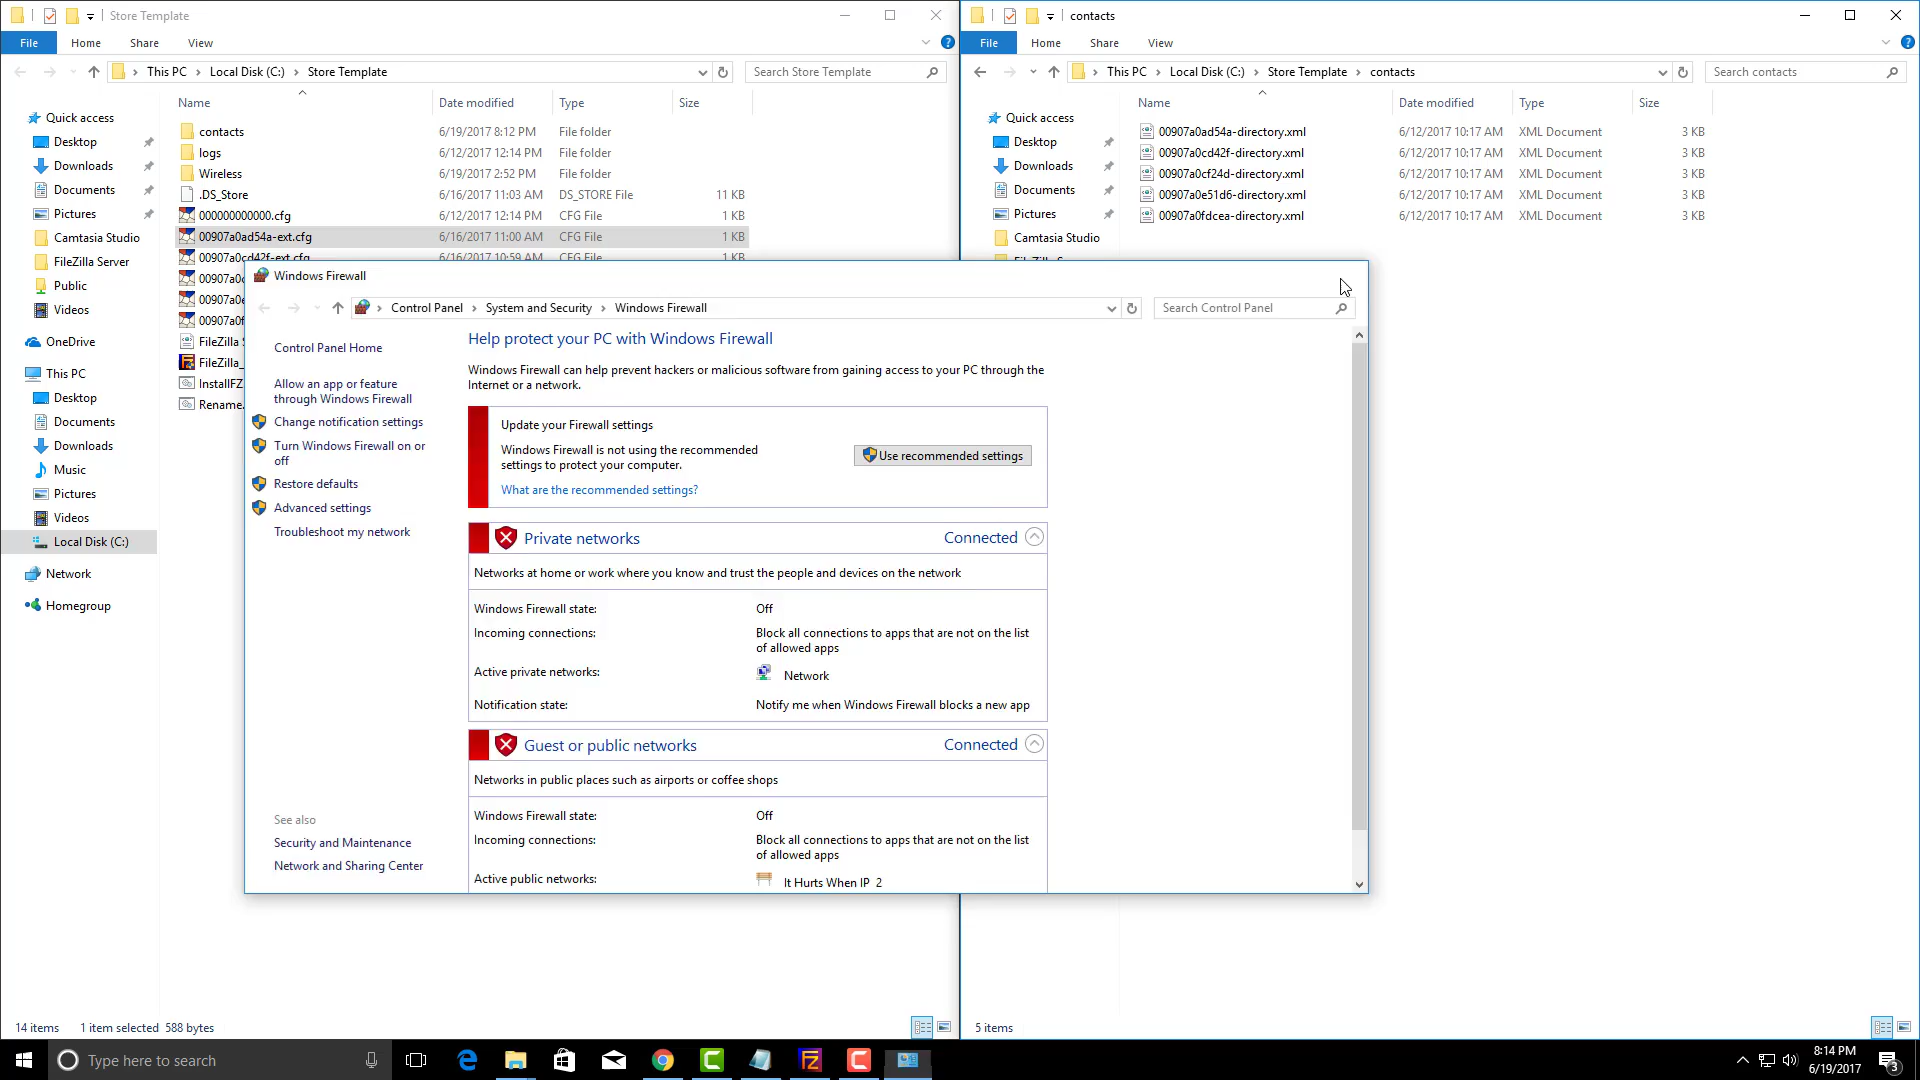 Store Template
File
Home
Share
View
This PC
Local Disk (C:)
Store Template
Search Store Template
Name
Date modified
Type
Size
Quick access
Desktop
Downloads
Documents
Pictures
Camtasia Studio
FileZilla Server
Public
Videos
OneDrive
This PC
Desktop
Documents
Downloads
Music
Pictures
Videos
Local Disk (C:)
Network
Homegroup
contacts 6/19/2017 8:12 PM File folder
logs 6/12/2017 12:14 PM File folder
Wireless 6/19/2017 2:52 PM File folder
.DS_Store 6/16/2017 11:03 AM DS_STORE File 11 KB
000000000000.cfg 6/12/2017 12:14 PM CFG File 1 KB
00907a0ad54a-ext.cfg 6/16/2017 11:00 AM CFG File 1 KB
00907a0cd42f-ext.cfg 6/16/2017 10:59 AM CFG File 1 KB
00907a0c
00907a0e
00907a0f
FileZilla
FileZilla_
InstallFZ
Rename.
14 items
1 item selected 588 bytes
contacts
File
Home
Share
View
This PC
Local Disk (C:)
Store Template
contacts
Search contacts
Name
Date modified
Type
Size
Quick access
Desktop
Downloads
Documents
Pictures
Camtasia Studio
00907a0ad54a-directory.xml 6/12/2017 10:17 AM XML Document 3 KB
00907a0cd42f-directory.xml 6/12/2017 10:17 AM XML Document 3 KB
00907a0cf24d-directory.xml 6/12/2017 10:17 AM XML Document 3 KB
00907a0e51d6-directory.xml 6/12/2017 10:17 AM XML Document 3 KB
00907a0fdcea-directory.xml 6/12/2017 10:17 AM XML Document 3 KB
5 items
Windows Firewall
Control Panel
System and Security
Windows Firewall
Search Control Panel
Control Panel Home
Allow an app or feature
through Windows Firewall
Change notification settings
Turn Windows Firewall on or
off
Restore defaults
Advanced settings
Troubleshoot my network
See also
Security and Maintenance
Network and Sharing Center
Help protect your PC with Windows Firewall
Windows Firewall can help prevent hackers or malicious software from gaining access to your PC through the
Internet or a network.
Update your Firewall settings
Windows Firewall is not using the recommended
settings to protect your computer.
Use recommended settings
What are the recommended settings?
Private networks
Connected
Networks at home or work where you know and trust the people and devices on the network
Windows Firewall state: Off
Incoming connections: Block all connections to apps that are not on the list
of allowed apps
Active private networks: Network
Notification state: Notify me when Windows Firewall blocks a new app
Guest or public networks
Connected
Networks in public places such as airports or coffee shops
Windows Firewall state: Off
Incoming connections: Block all connections to apps that are not on the list
of allowed apps
Active public networks: It Hurts When IP 2
Type here to search
8:14 PM
6/19/2017
3